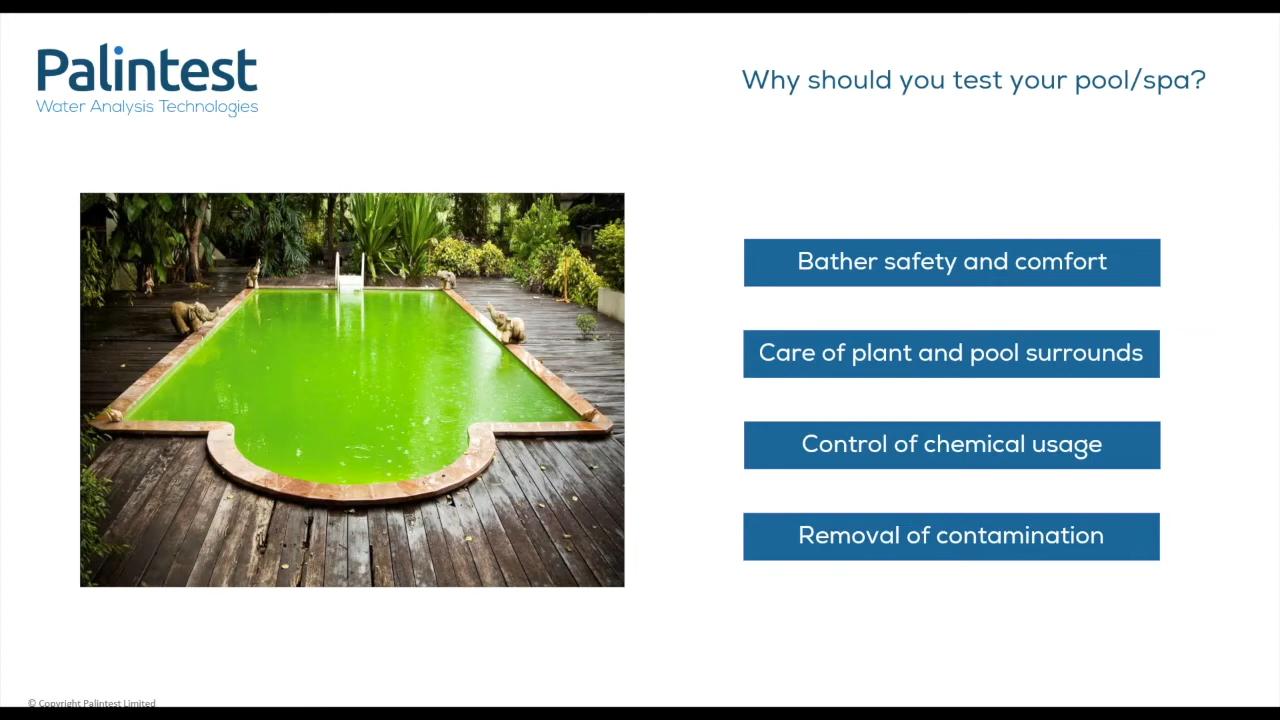 Palintest
Water Analysis Technologies
Why should you test your pool/spa?
Bather safety and comfort
Care of plant and pool surrounds
Control of chemical usage
Removal of contamination
© Copyright Palintest Limited